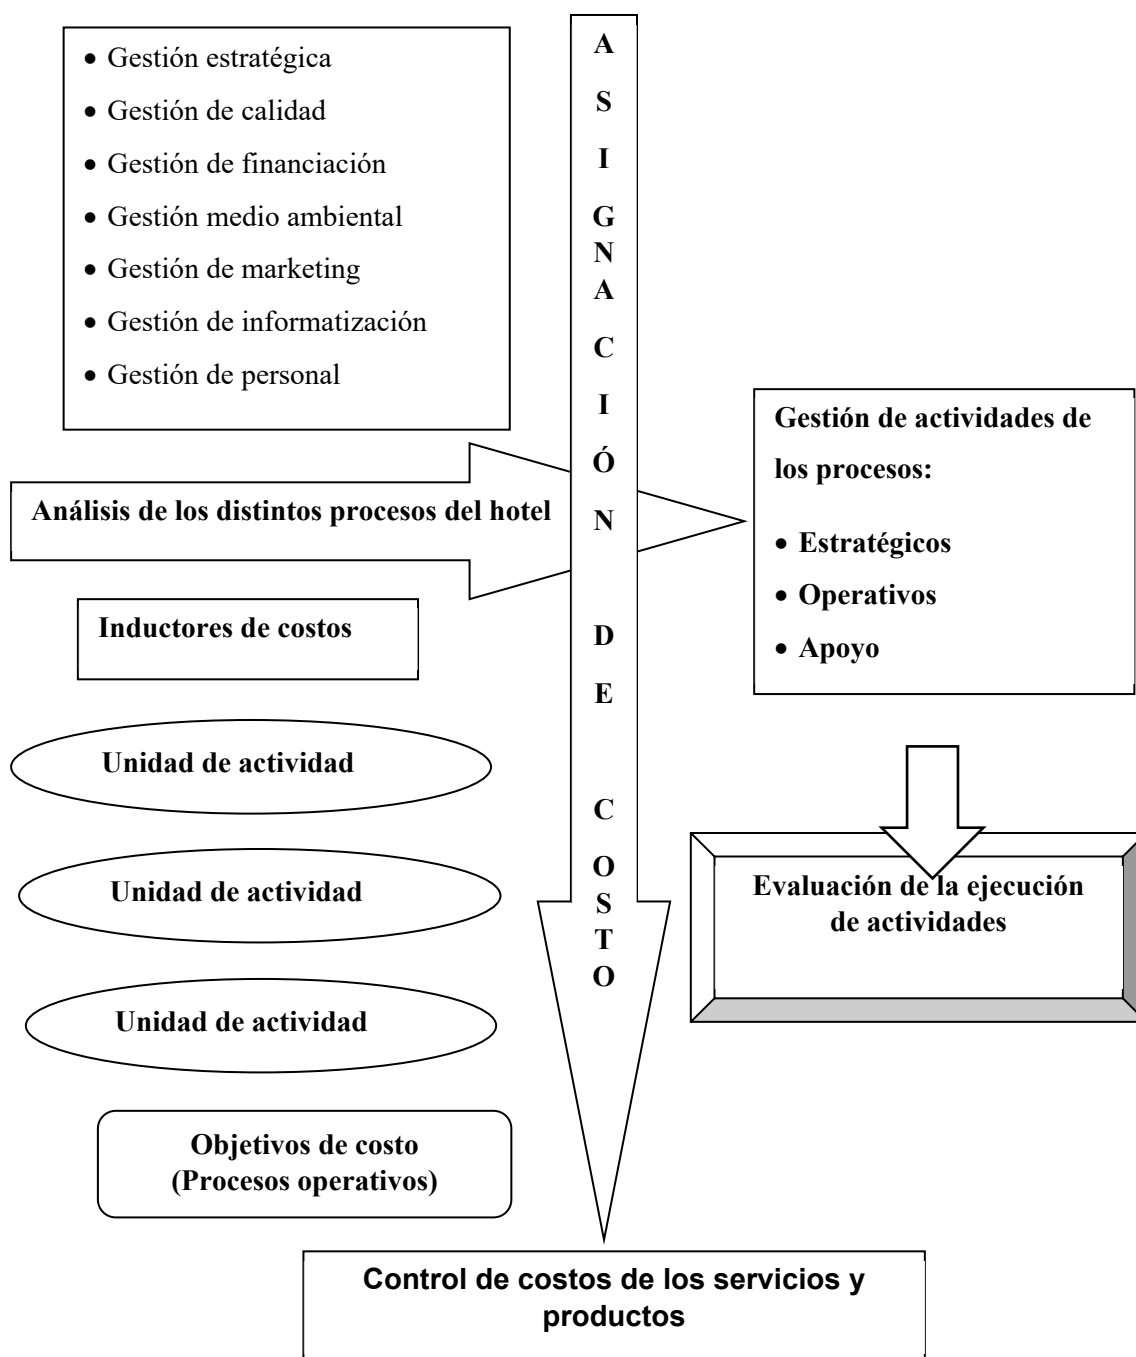 • Gestión estratégica
• Gestión de calidad
• Gestión de financiación
• Gestión medio ambiental
• Gestión de marketing
• Gestión de informatización
• Gestión de personal
A
S
I
G
N
A
C
I
Ó
N
D
E
C
O
S
T
O
Análisis de los distintos procesos del hotel
Gestión de actividades de
los procesos:
• Estratégicos
• Operativos
• Apoyo
Inductores de costos
Unidad de actividad
Unidad de actividad
Unidad de actividad
Evaluación de la ejecución
de actividades
Objetivos de costo
(Procesos operativos)
Control de costos de los servicios y
productos